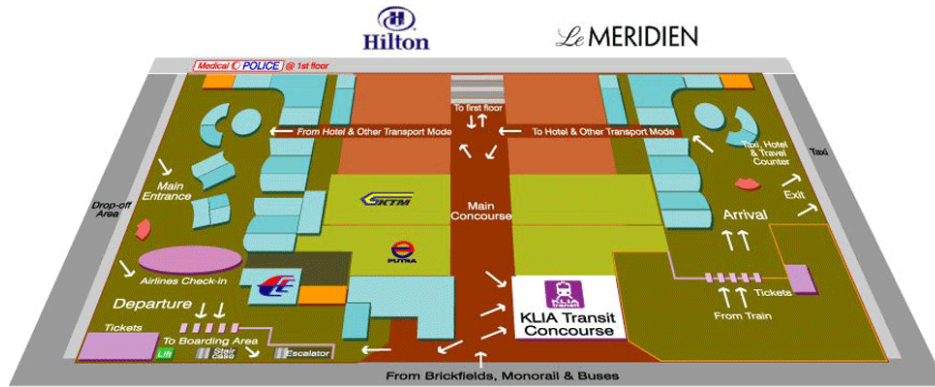 Hilton
Le MERIDIEN
Medical POLICE @ 1st floor
To first floor
From Hotel & Other Transport Mode
To Hotel & Other Transport Mode
Taxi, Hotel
& Travel
Counter
Taxi
Main
Entrance
Drop-off
Area
KTM
Main
Concourse
Exit
Arrival
PUTRA
Airlines Check-in
Departure
Tickets
To Boarding Area
Lift
Stair
case
Escalator
KLIA
transit
KLIA Transit
Concourse
Tickets
From Train
From Brickfields, Monorail & Buses